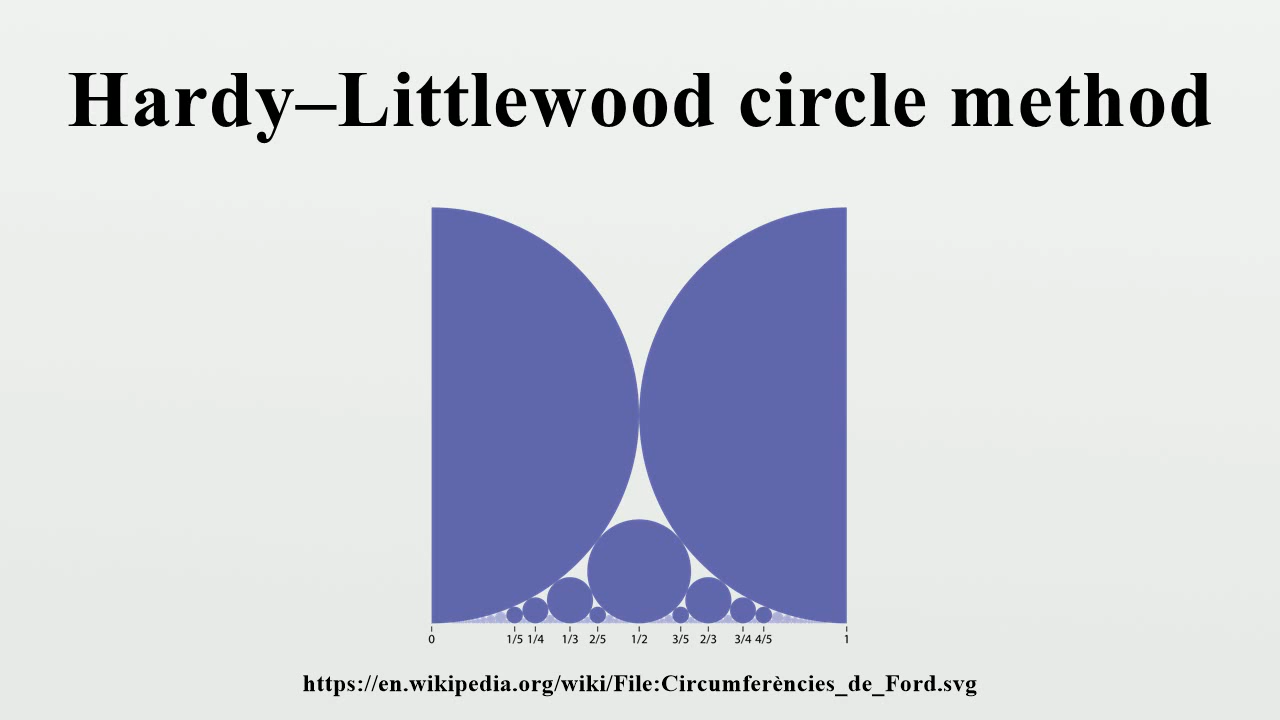 Hardy–Littlewood circle method
0 1/5 1/4 1/3 2/5 1/2 3/5 2/3 3/4 4/5 1
https://en.wikipedia.org/wiki/File:Circumferències_de_Ford.svg